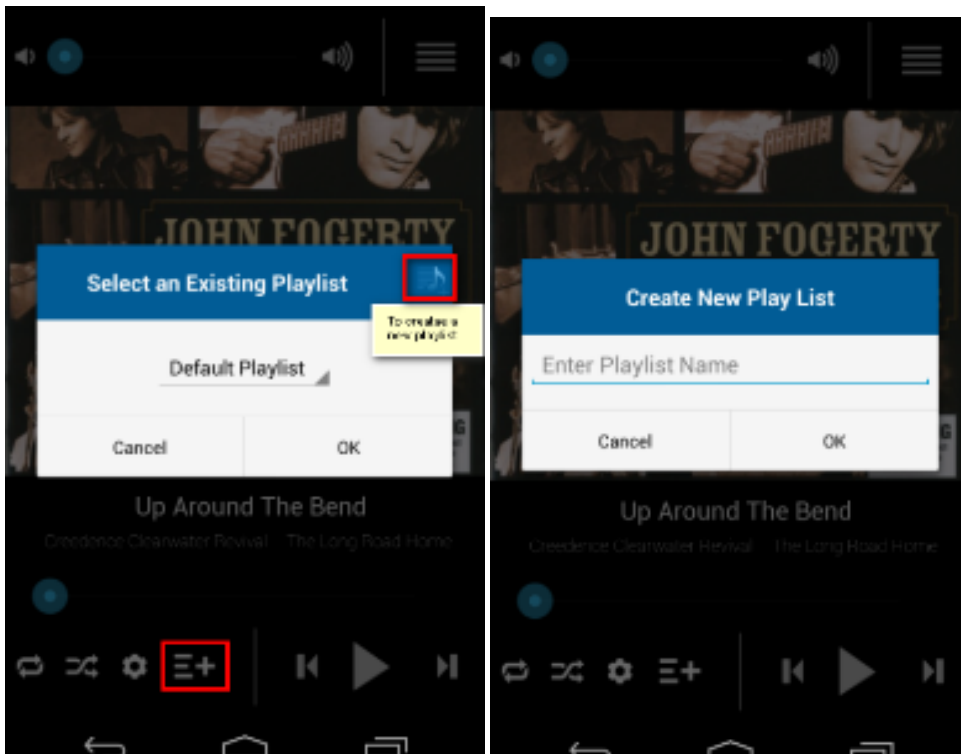 JOHN FOGERTY
Select an Existing Playlist
To create a
new playlist
Default Playlist
Cancel OK
Up Around The Bend
Creedence Clearwater Revival The Long Road Home
JOHN FOGERTY
Create New Play List
Enter Playlist Name
Cancel OK
Up Around The Bend
Creedence Clearwater Revival The Long Road Home